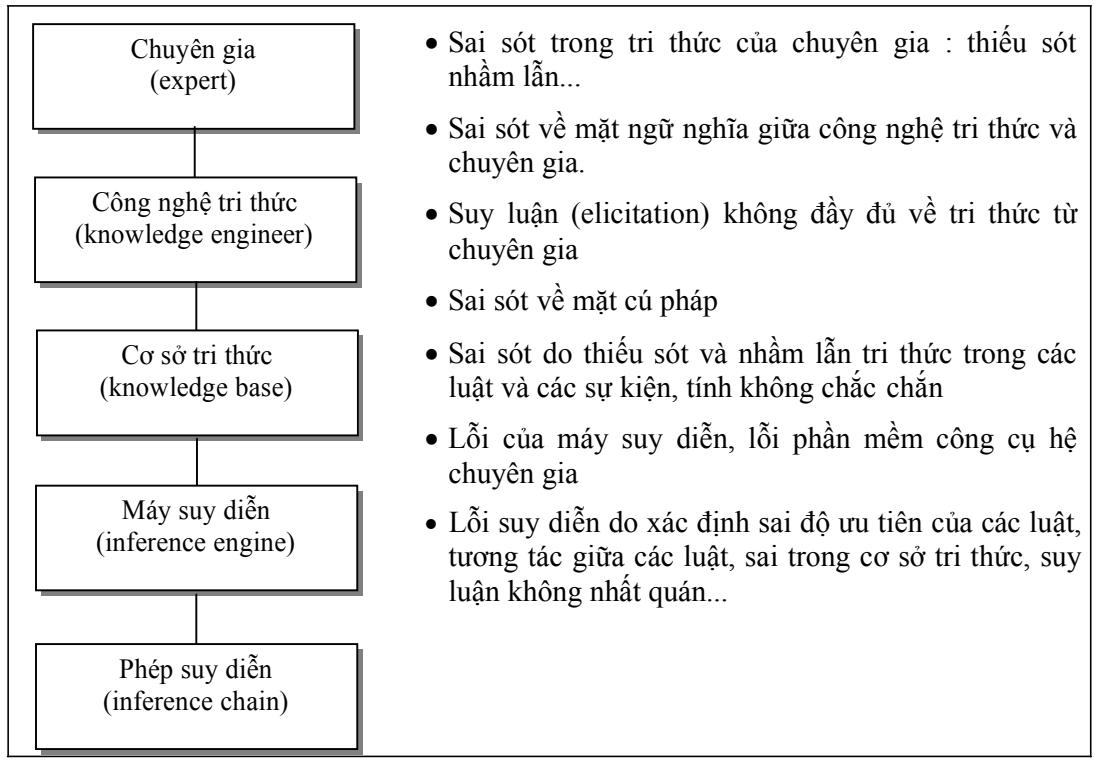 Chuyên gia
(expert)
Công nghệ tri thức
(knowledge engineer)
Cơ sở tri thức
(knowledge base)
Máy suy diễn
(inference engine)
Phép suy diễn
(inference chain)
• Sai sót trong tri thức của chuyên gia : thiếu sót
nhầm lẫn...
• Sai sót về mặt ngữ nghĩa giữa công nghệ tri thức và
chuyên gia.
• Suy luận (elicitation) không đầy đủ về tri thức từ
chuyên gia
• Sai sót về mặt cú pháp
• Sai sót do thiếu sót và nhầm lẫn tri thức trong các
luật và các sự kiện, tính không chắc chắn
• Lỗi của máy suy diễn, lỗi phần mềm công cụ hệ
chuyên gia
• Lỗi suy diễn do xác định sai độ ưu tiên của các luật,
tương tác giữa các luật, sai trong cơ sở tri thức, suy
luận không nhất quán...